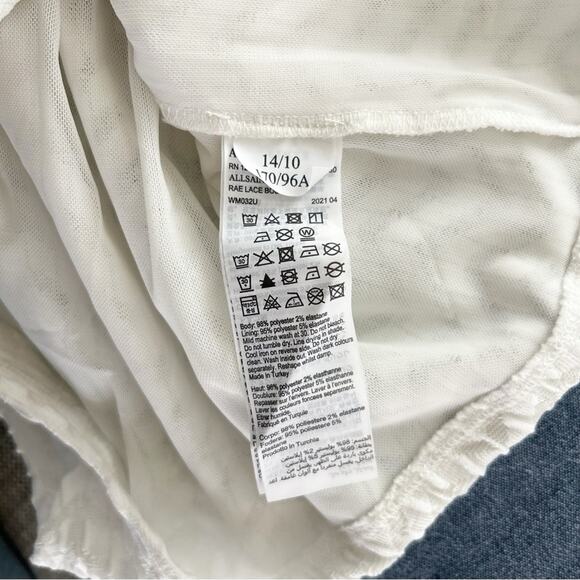 14/10
170/96A
ALLSAI
RAE LACE BO
WM032U 2021 04
Body: 98% polyester 2% elastane
Lining: 95% polyester 5% elastane
Mild machine wash at 30. Do not bleach.
Do not tumble dry. Line drying in shade.
Cool iron on reverse side. Do not dry
clean. Wash inside out. Wash dark colours
separately. Reshape whilst damp.
Made in Turkey
Haut: 98% polyester 2% elasthanne
Doublure: 95% polyester 5% elasthanne
Repasser à l'envers. Laver à l'envers.
Laver les couleurs foncées séparément.
Etirer humide.
Fabriqué en Turquie
Corpo: 98% poliestere 2% elastane
Fodera: 95% poliestere 5%
Prodotto in Turchia